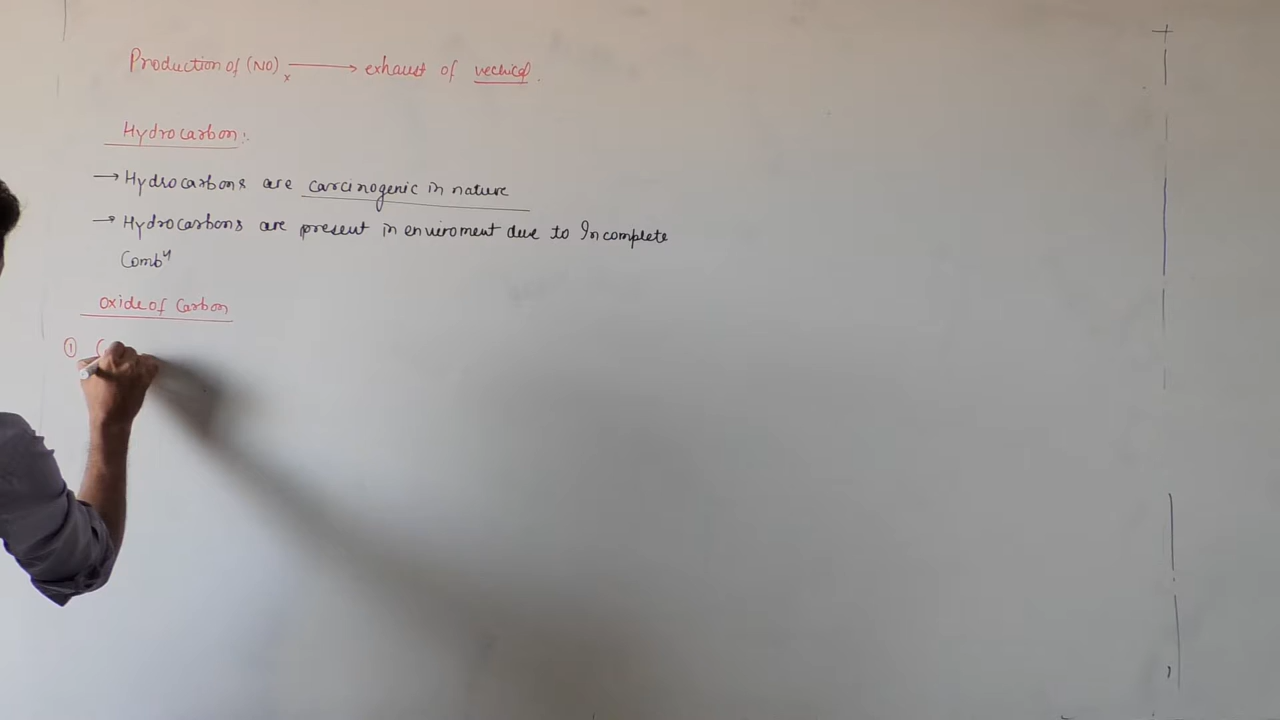 Production of (NO)x → exhaust of
Hydrocarbon:
→ Hydrocarbons are carcinogenic in nature
→ Hydrocarbons are present in enviroment due to Incomplete
Comb
Oxide of Carbon
① C